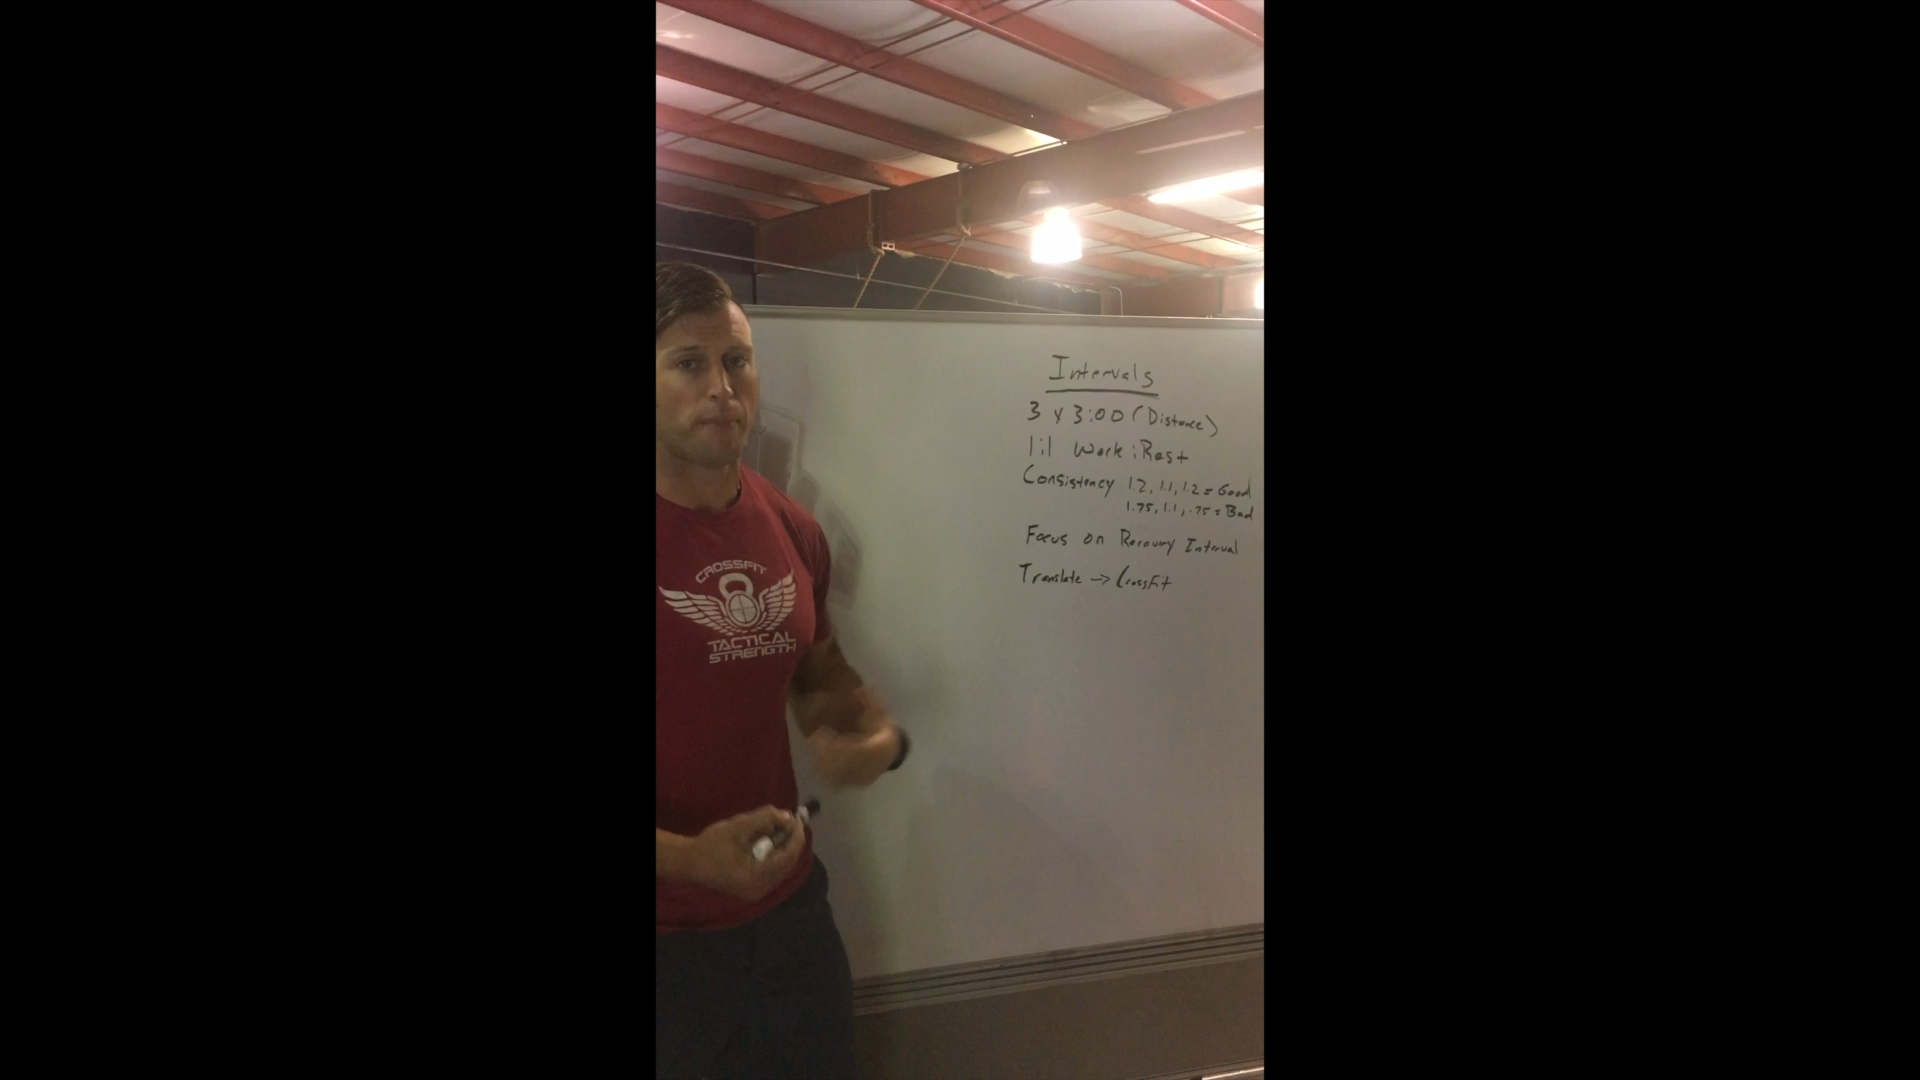 CROSSFIT
TACTICAL
STRENGTH
Intervals
3 x 3:00 (Distance)
1:1 Work:Rest
Consistency 1.2, 1.1, 1.2 = Good
1.75, 1.1, .75 = Bad
Focus on Recovery Interval
Translate → CrossFit